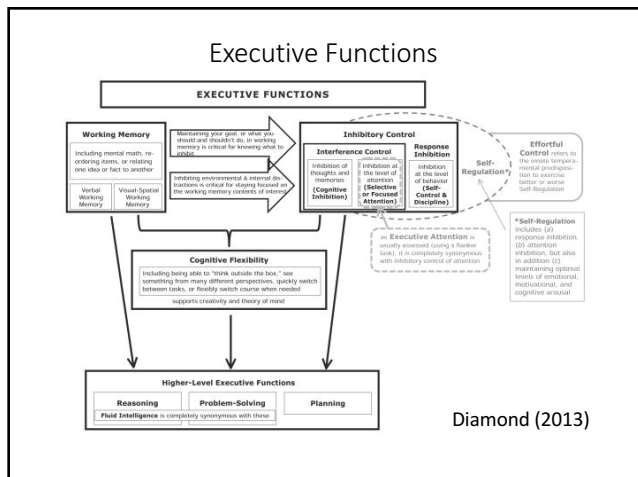 Executive Functions
EXECUTIVE FUNCTIONS
Working Memory
Including mental math, re-
ordering items, or relating
one idea or fact to another
Verbal
Working
Memory
Visual-Spatial
Working
Memory
Maintaining your goal, or what you
should and shouldn't do, in working
memory is critical for knowing what to
inhibit
Inhibiting environmental & internal dis-
tractions is critical for staying focused on
the working memory contents of interest
Inhibitory Control
Interference Control
Inhibition of
thoughts and
memories
(Cognitive
Inhibition)
Inhibition at
the level of
attention
(Selective
or Focused
Attention)
Response
Inhibition
Inhibition
at the level
of behavior
(Self-
Control &
Discipline)
Self-
Regulation*
Effortful
Control refers to
the innate tempera-
mental predisposi-
tion to exercise
better or worse
Self-Regulation
Executive Attention is
usually assessed (using a flanker
task), it is completely synonymous
with inhibitory control of attention
*Self-Regulation
includes (a)
response inhibition,
(b) attention
inhibition, but also
in addition (c)
maintaining optimal
levels of emotional,
motivational, and
cognitive arousal
Cognitive Flexibility
Including being able to "think outside the box," see
something from many different perspectives, quickly switch
between tasks, or flexibly switch course when needed
supports creativity and theory of mind
Higher-Level Executive Functions
Reasoning
Problem-Solving
Planning
Fluid Intelligence is completely synonymous with these
Diamond (2013)